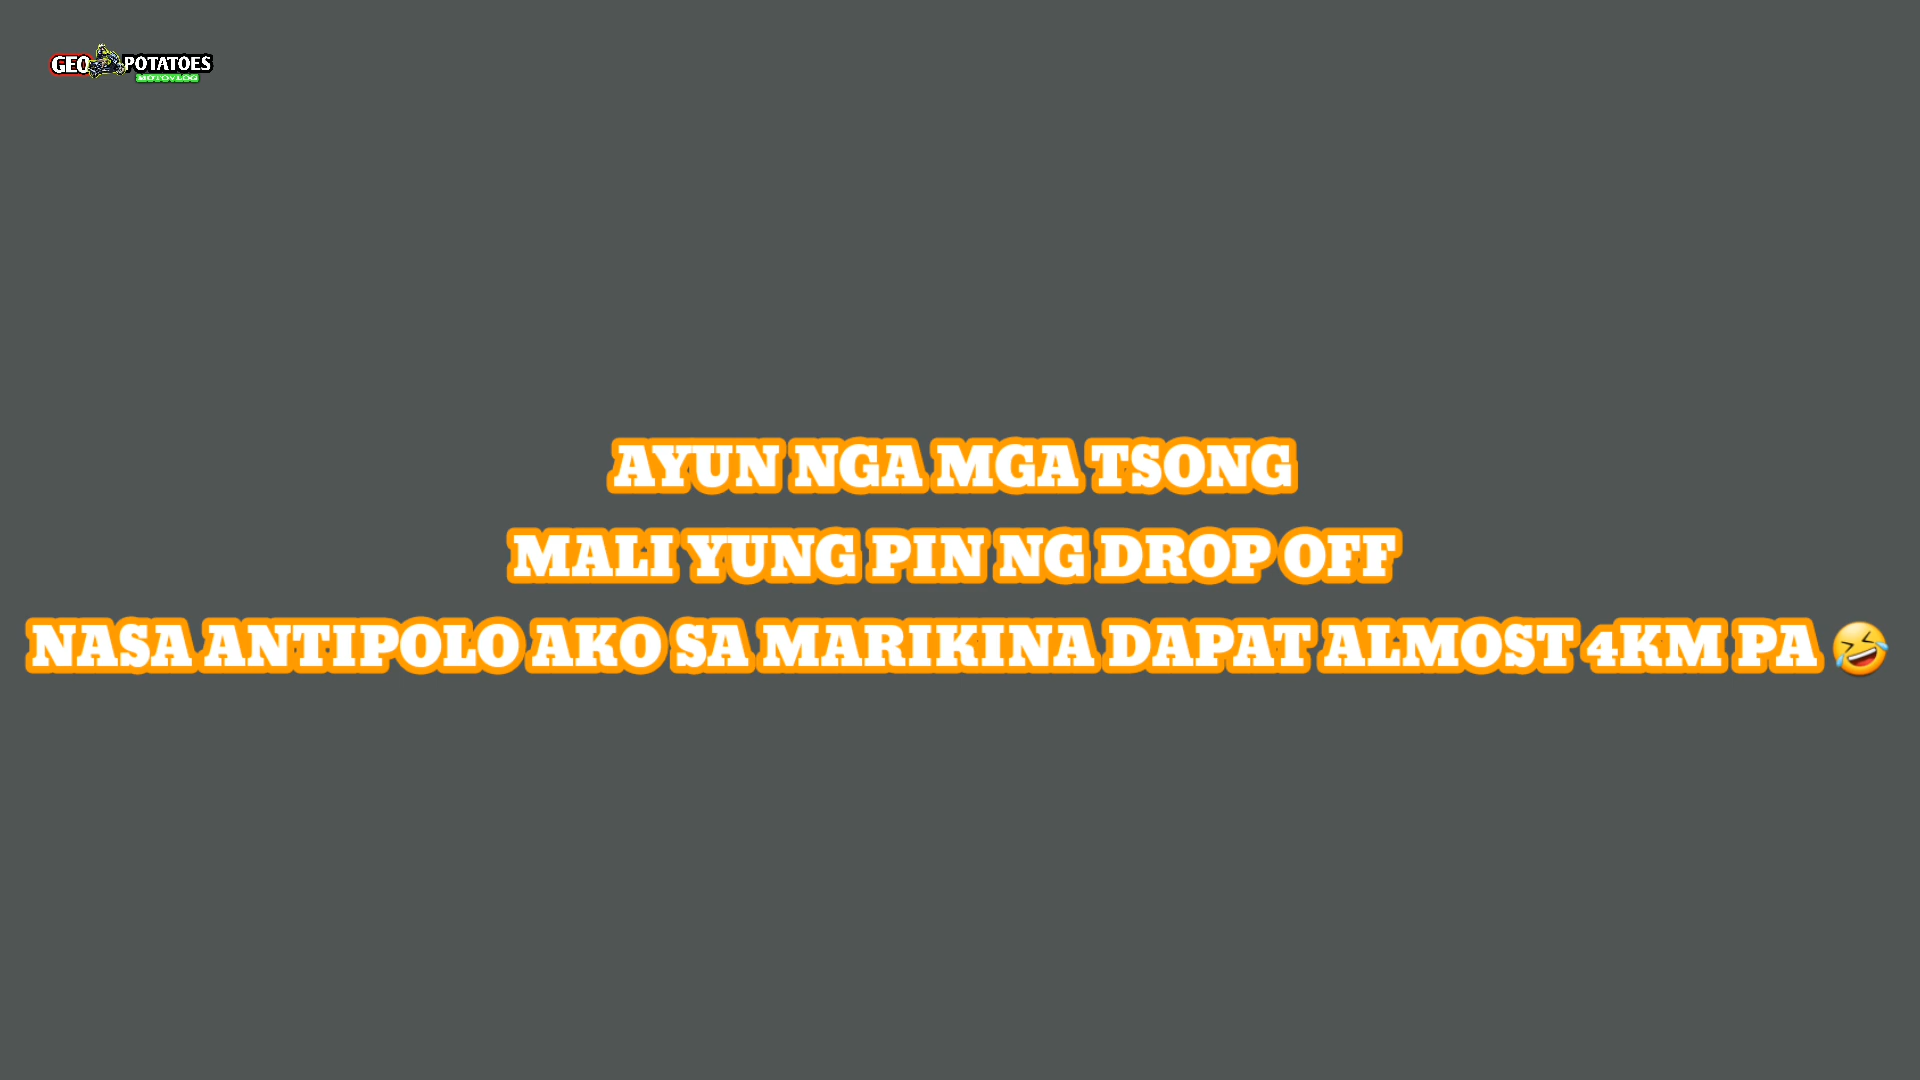 GEO POTATOES
MOTOVLOG
AYUN NGA MGA TSONG
MALI YUNG PIN NG DROP OFF
NASA ANTIPOLO AKO SA MARIKINA DAPAT ALMOST 4KM PA 🤣